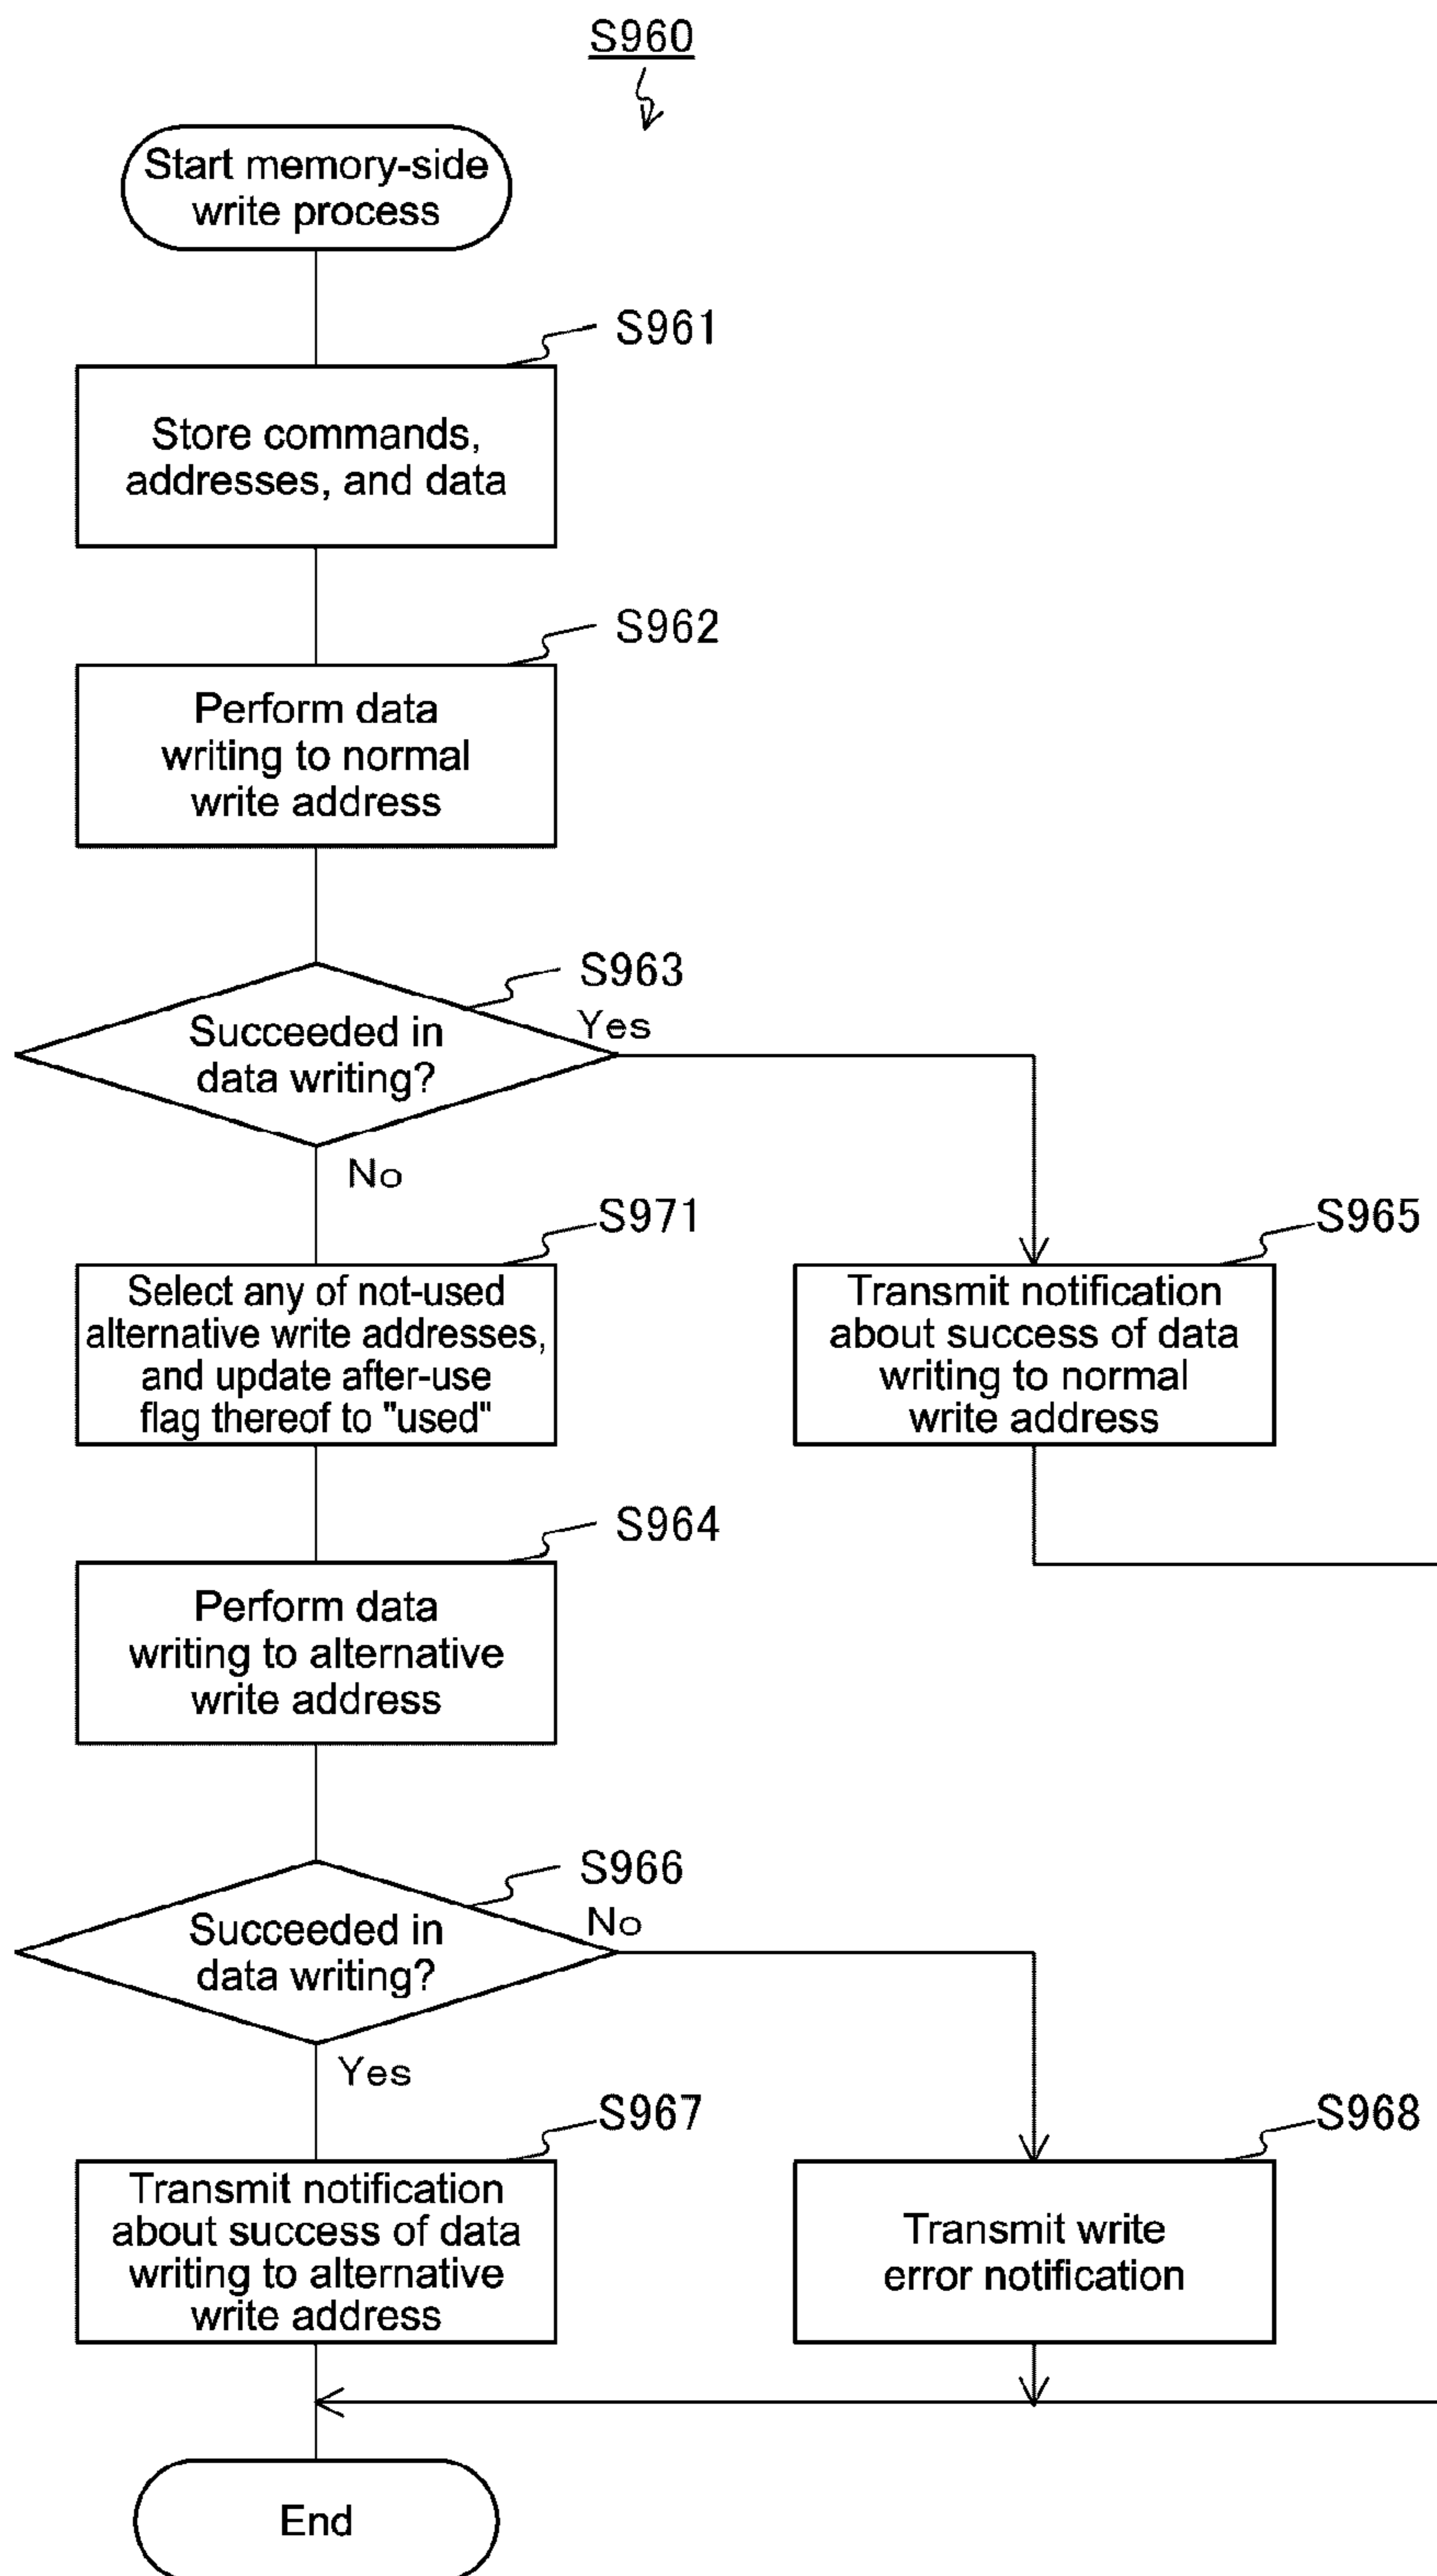 S960
Start memory-side
write process
S961
Store commands,
addresses, and data
S962
Perform data
writing to normal
write address
S963
Succeeded in
data writing?
Yes
No
S971
Select any of not-used
alternative write addresses,
and update after-use
flag thereof to "used"
S965
Transmit notification
about success of data
writing to normal
write address
S964
Perform data
writing to alternative
write address
S966
Succeeded in
data writing?
No
Yes
S967
Transmit notification
about success of data
writing to alternative
write address
S968
Transmit write
error notification
End